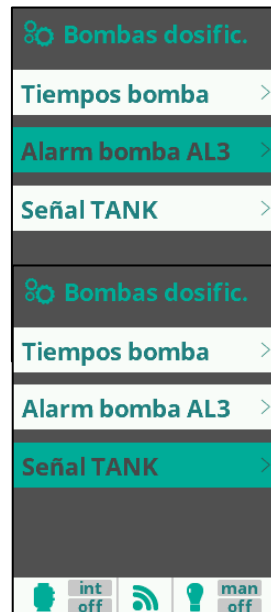 Bombas dosific.
Tiempos bomba >
Alarm bomba AL3 >
Señal TANK >
Bombas dosific.
Tiempos bomba >
Alarm bomba AL3 >
Señal TANK >
int man
off off